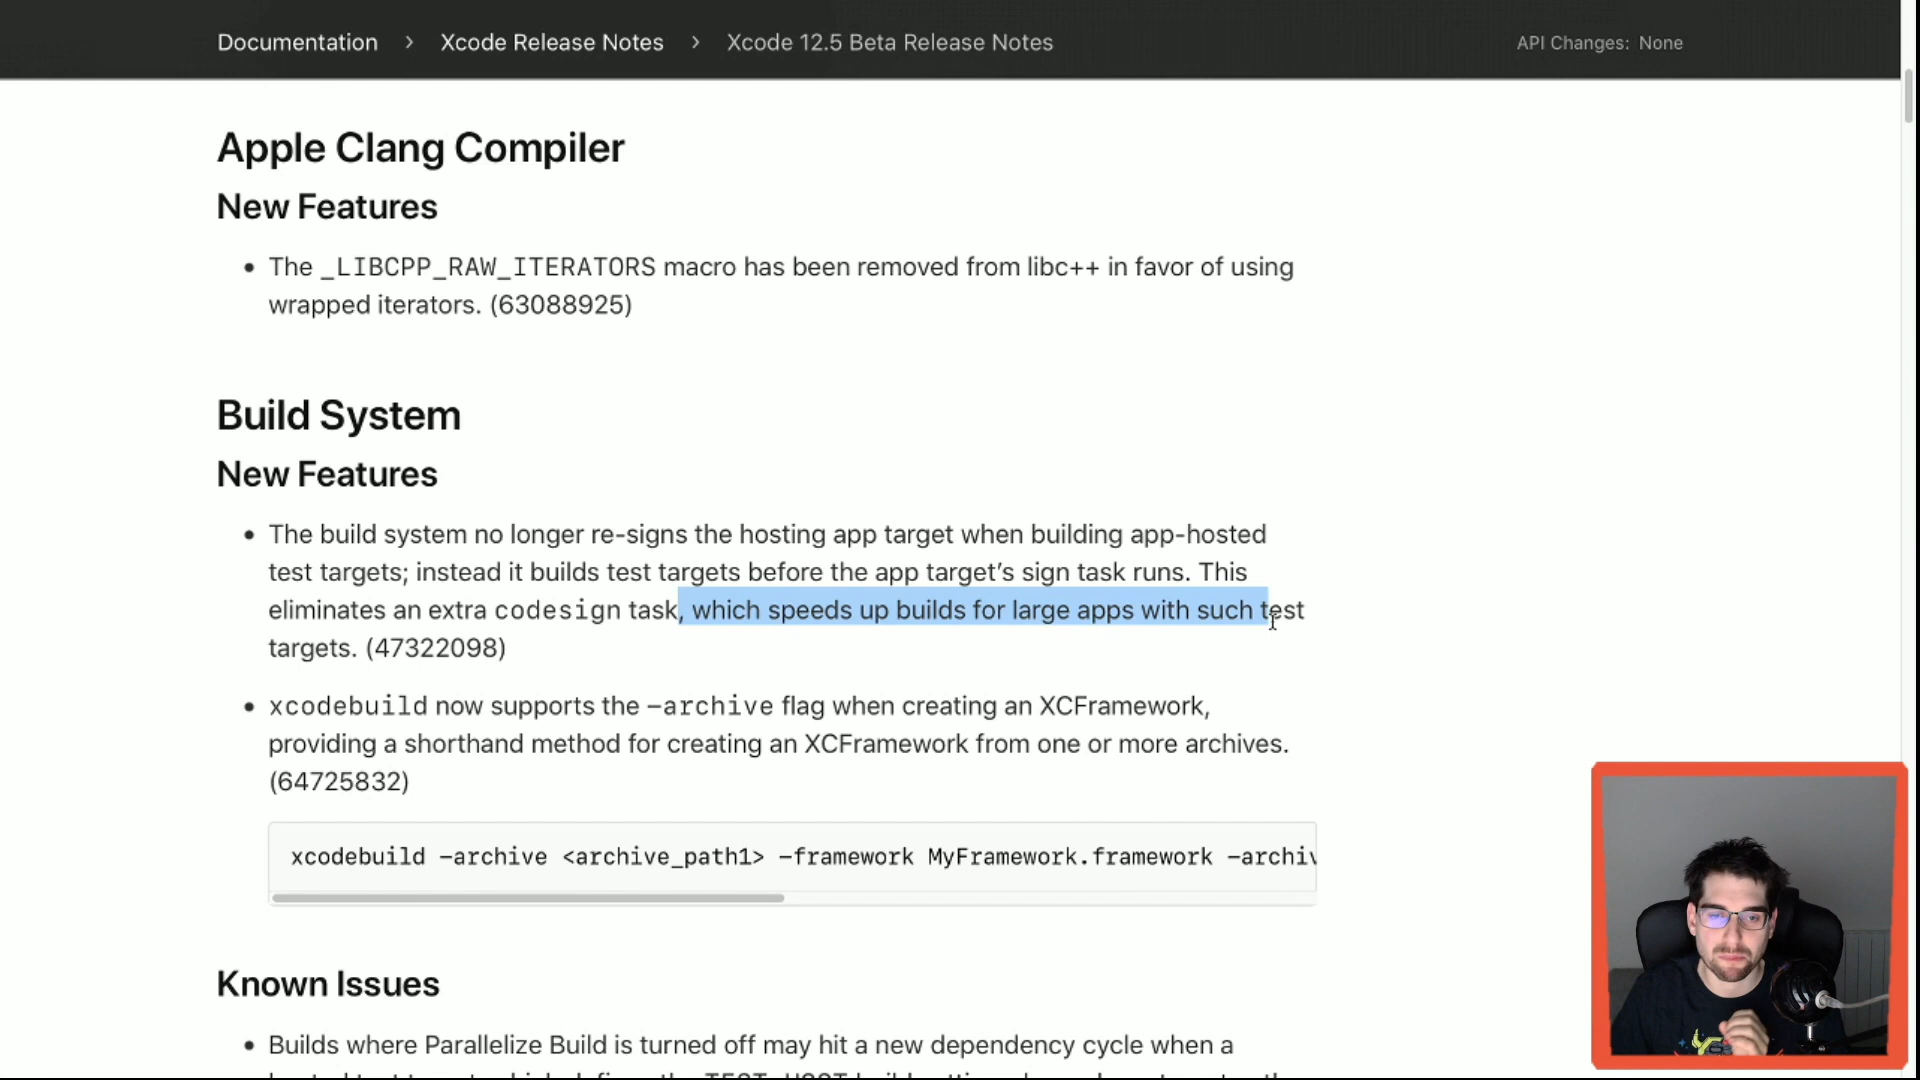 Documentation > Xcode Release Notes > Xcode 12.5 Beta Release Notes API Changes: None
Apple Clang Compiler
New Features
• The _LIBCPP_RAW_ITERATORS macro has been removed from libc++ in favor of using
wrapped iterators. (63088925)
Build System
New Features
• The build system no longer re-signs the hosting app target when building app-hosted
test targets; instead it builds test targets before the app target’s sign task runs. This
eliminates an extra codesign task, which speeds up builds for large apps with such test
targets. (47322098)
• xcodebuild now supports the –archive flag when creating an XCFramework,
providing a shorthand method for creating an XCFramework from one or more archives.
(64725832)
xcodebuild –archive <archive_path1> –framework MyFramework.framework –archiv
Known Issues
• Builds where Parallelize Build is turned off may hit a new dependency cycle when a